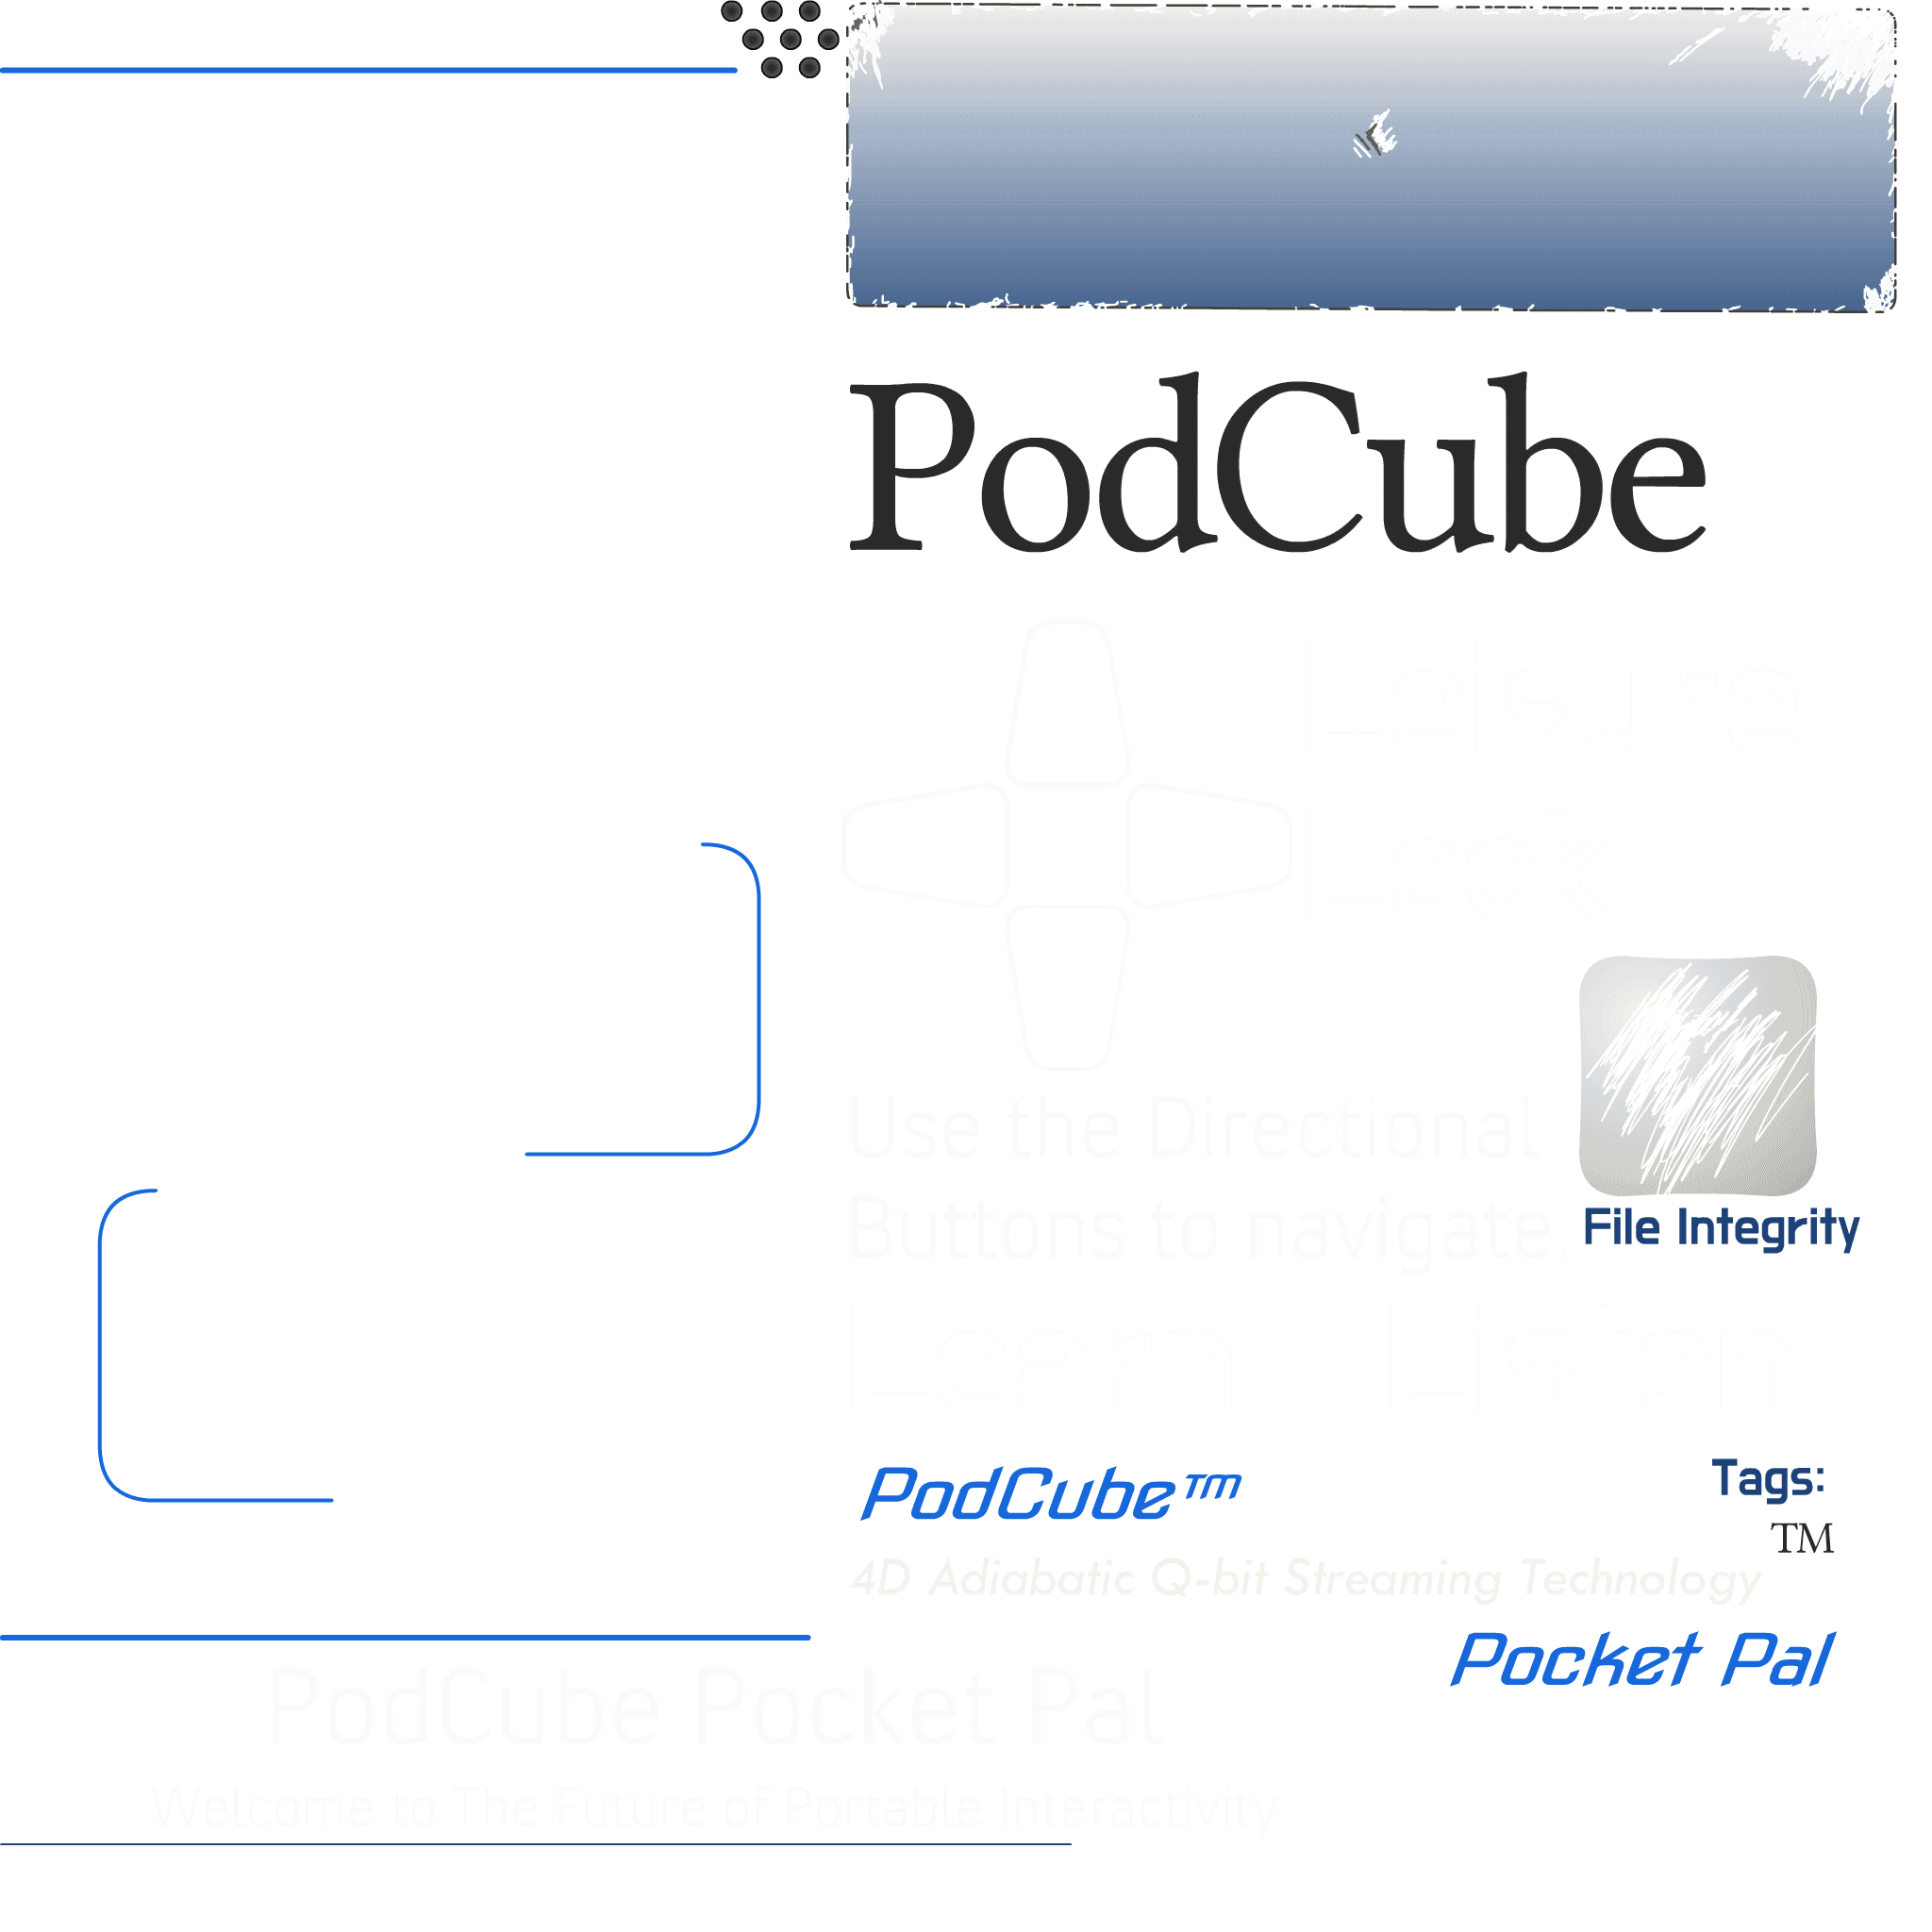 PodCube
Leisure
Look
Use the Directional
Buttons to navigate.
File Integrity
Learn Listen
PodCube™
Tags:
TM
4D Adiabatic Q-bit Streaming Technology
Pocket Pal
PodCube Pocket Pal
Welcome to The Future of Portable Interactivity